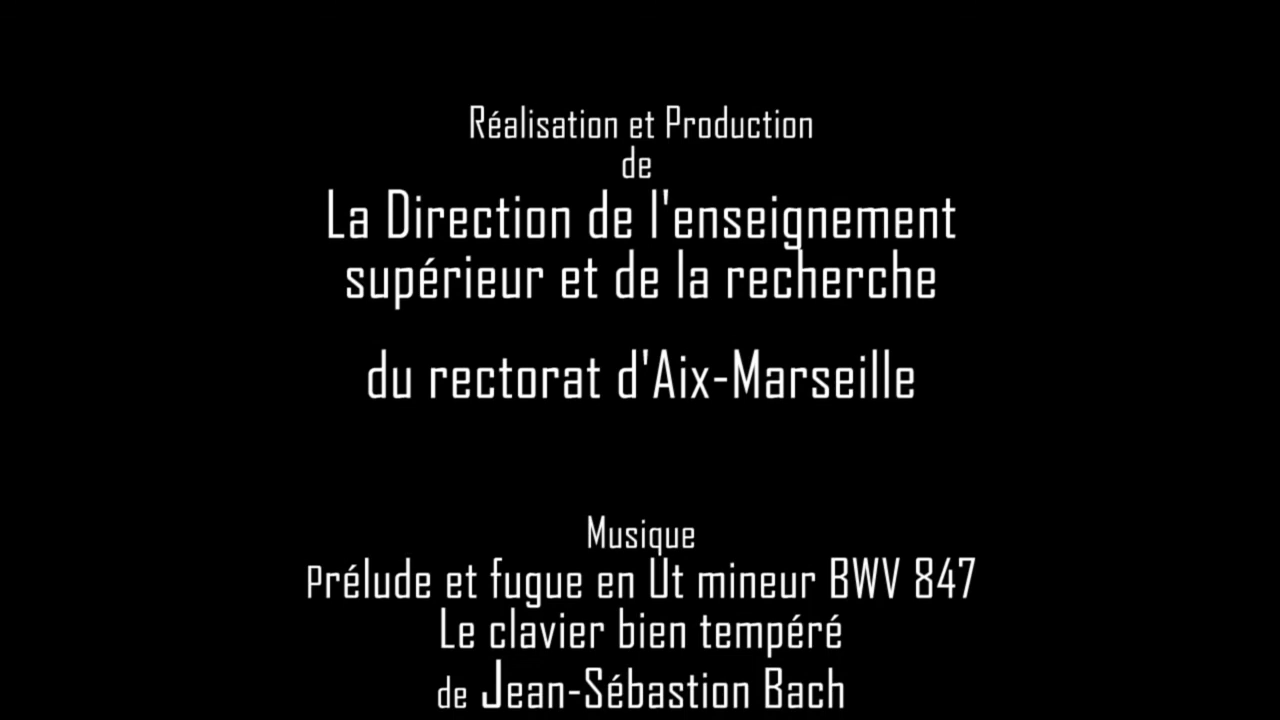 Réalisation et Production
de
La Direction de l'enseignement
supérieur et de la recherche
du rectorat d'Aix-Marseille
Musique
Prélude et fugue en Ut mineur BWV 847
Le clavier bien tempéré
de Jean-Sébastion Bach